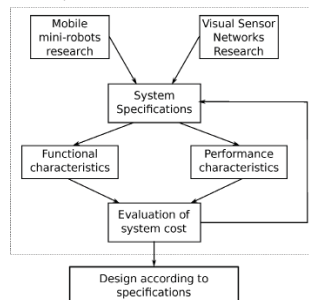 Mobile
mini-robots
research
Visual Sensor
Networks
Research
System
Specifications
Functional
characteristics
Performance
characteristics
Evaluation of
system cost
Design according to
specifications